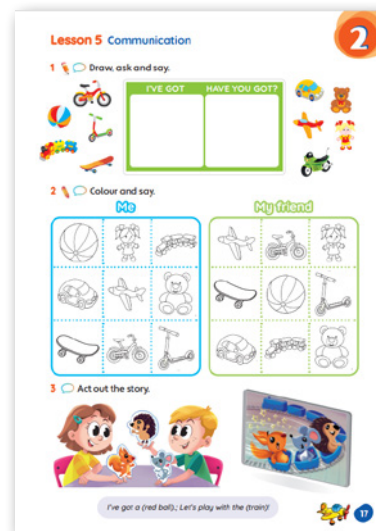 Lesson 5 Communication
2
1 Draw, ask and say.
I'VE GOT
HAVE YOU GOT?
2 Colour and say.
Me
My friend
3 Act out the story.
I've got a (red ball).; Let's play with the (train)!
17